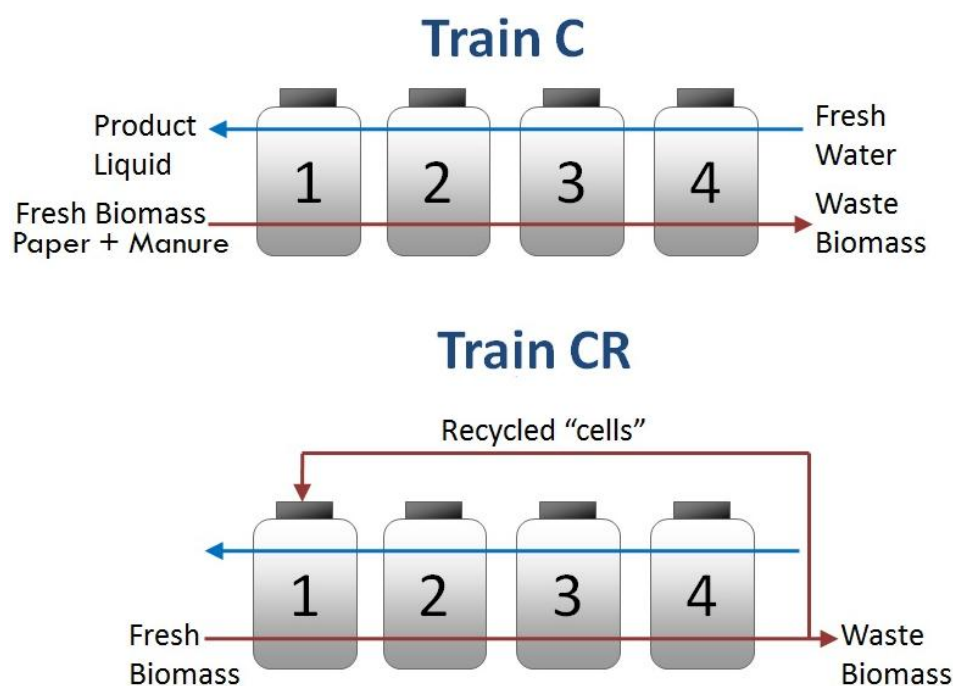 Train C
Product
Liquid
Fresh Biomass
Paper + Manure
1
2
3
4
Fresh
Water
Waste
Biomass
Train CR
Recycled “cells”
1
2
3
4
Fresh
Biomass
Waste
Biomass